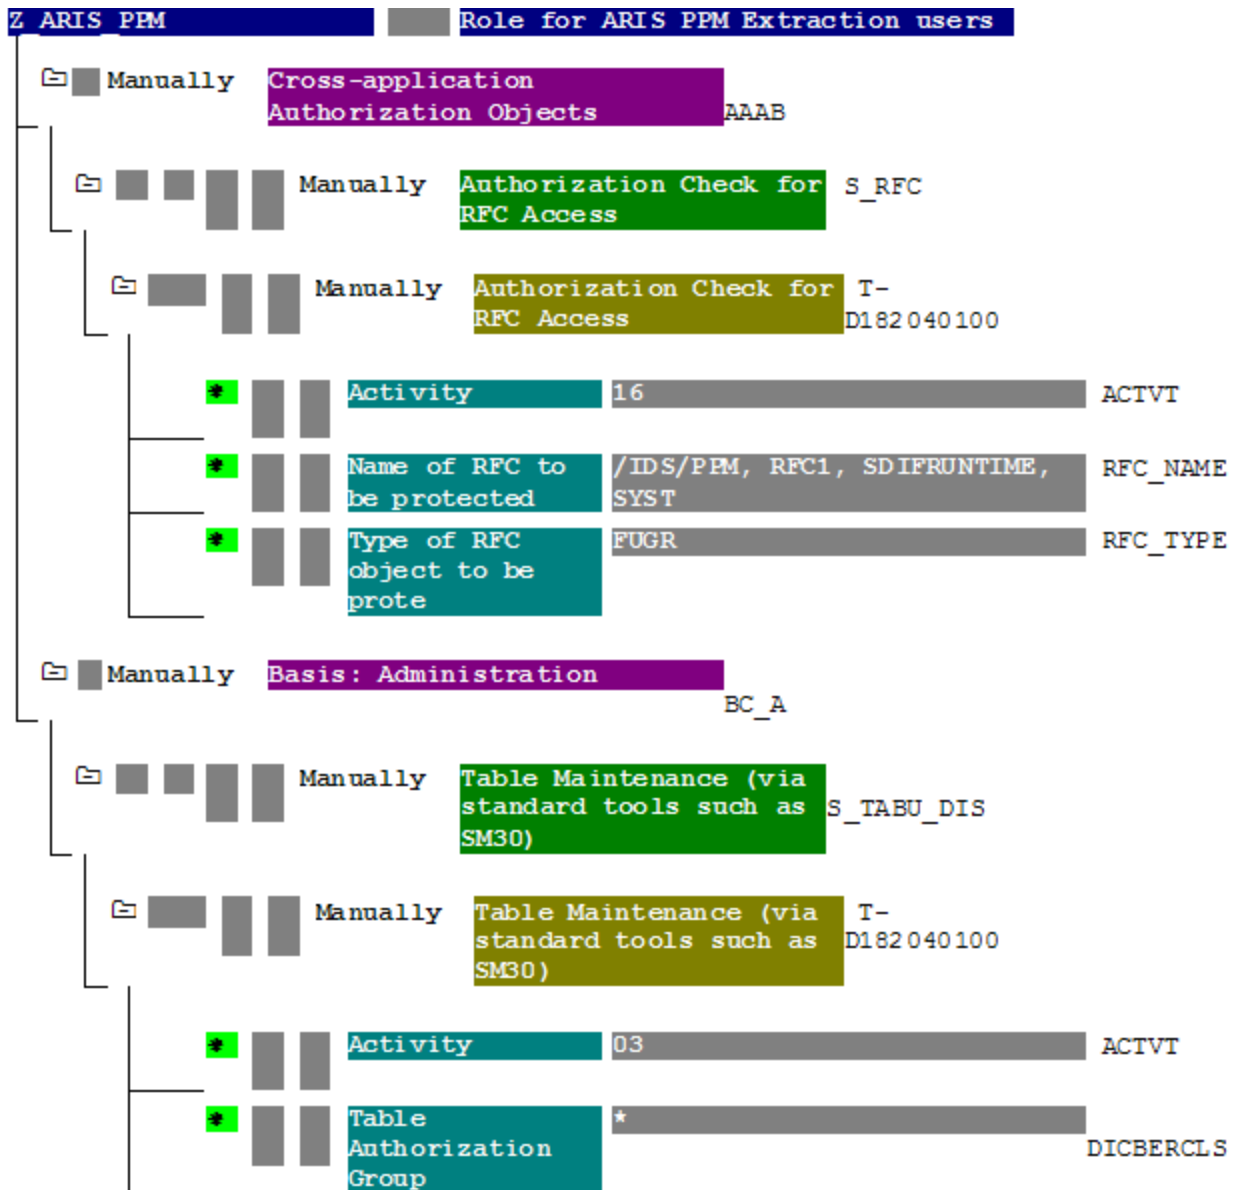 Z_ARIS_PPM Role for ARIS PPM Extraction users
Manually Cross-application
Authorization Objects AAAB
Manually Authorization Check for S_RFC
RFC Access
Manually Authorization Check for T-
RFC Access D182040100
* Activity 16 ACTVT
* Name of RFC to /IDS/PPM, RFC1, SDIFRUNTIME, RFC_NAME
be protected SYST
* Type of RFC FUGR RFC_TYPE
object to be
prote
Manually Basis: Administration
BC_A
Manually Table Maintenance (via
standard tools such as S_TABU_DIS
SM30)
Manually Table Maintenance (via T-
standard tools such as D182040100
SM30)
* Activity 03 ACTVT
* Table *
Authorization DICBERCLS
Group